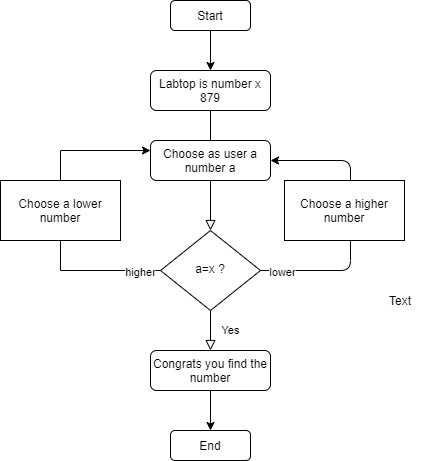 Start
Labtop is number x
879
Choose as user a
number a
Choose a lower
number
Choose a higher
number
a=x ?
higher
lower
Text
Yes
Congrats you find the
number
End